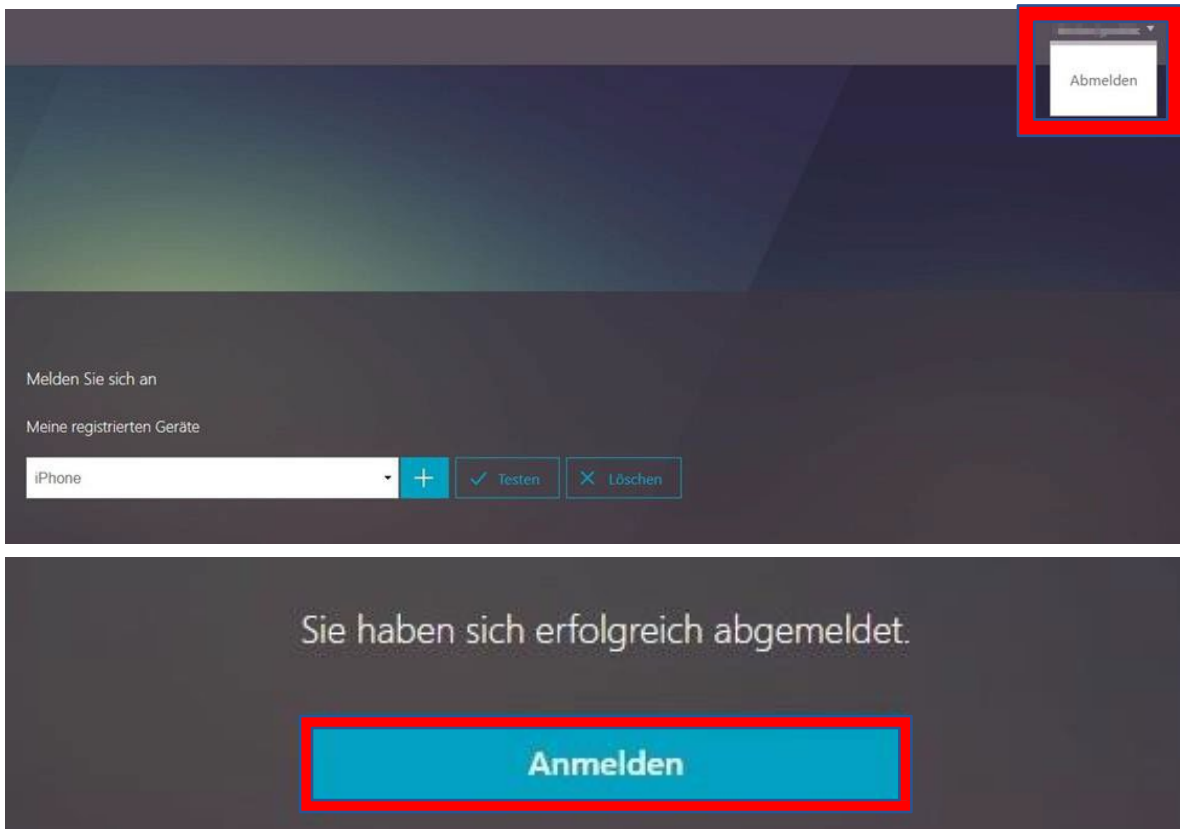 Abmelden
Melden Sie sich an
Meine registrierten Geräte
iPhone
Testen
Löschen
Sie haben sich erfolgreich abgemeldet.
Anmelden